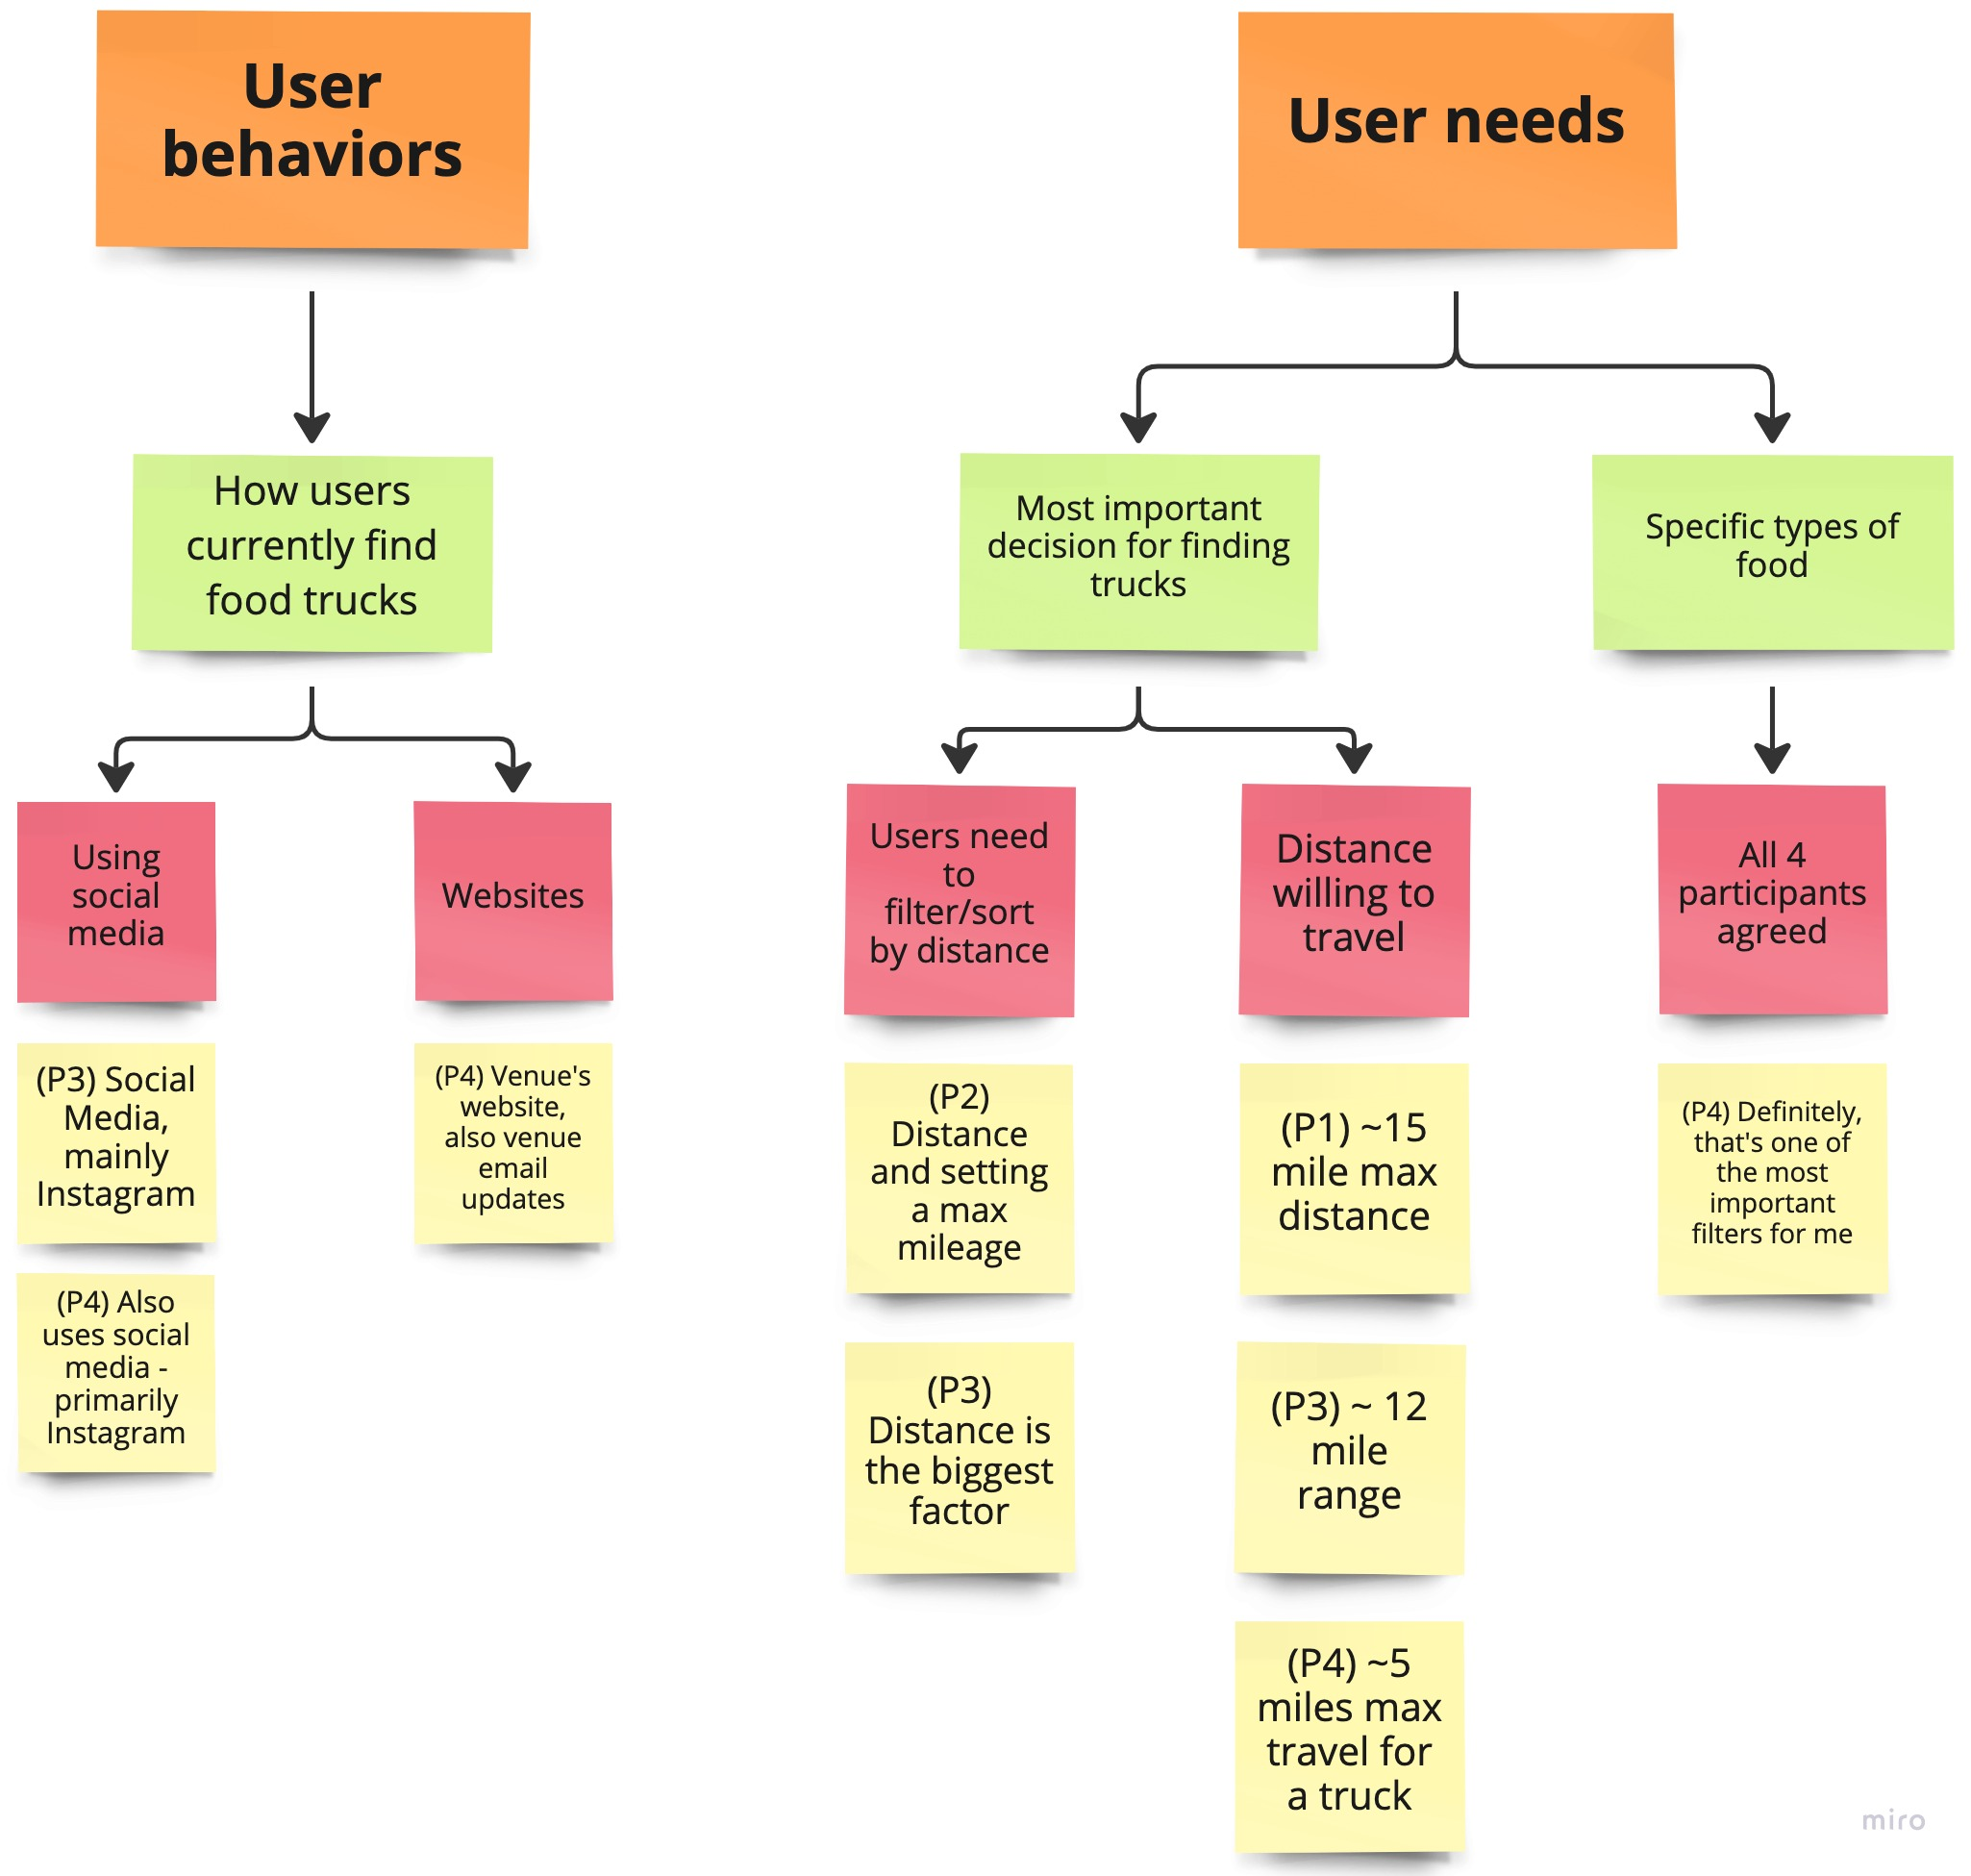 User
behaviors
User needs
How users
currently find
food trucks
Most important
decision for finding
trucks
Specific types of
food
Using
social
media
Websites
Users need
to
filter/sort
by distance
Distance
willing to
travel
All 4
participants
agreed
(P3) Social
Media,
mainly
Instagram
(P4) Also
uses social
media -
primarily
Instagram
(P4) Venue's
website,
also venue
email
updates
(P2)
Distance
and setting
a max
mileage
(P3)
Distance is
the biggest
factor
(P1) ~15
mile max
distance
(P3) ~ 12
mile
range
(P4) ~5
miles max
travel for
a truck
(P4) Definitely,
that's one of
the most
important
filters for me
miro